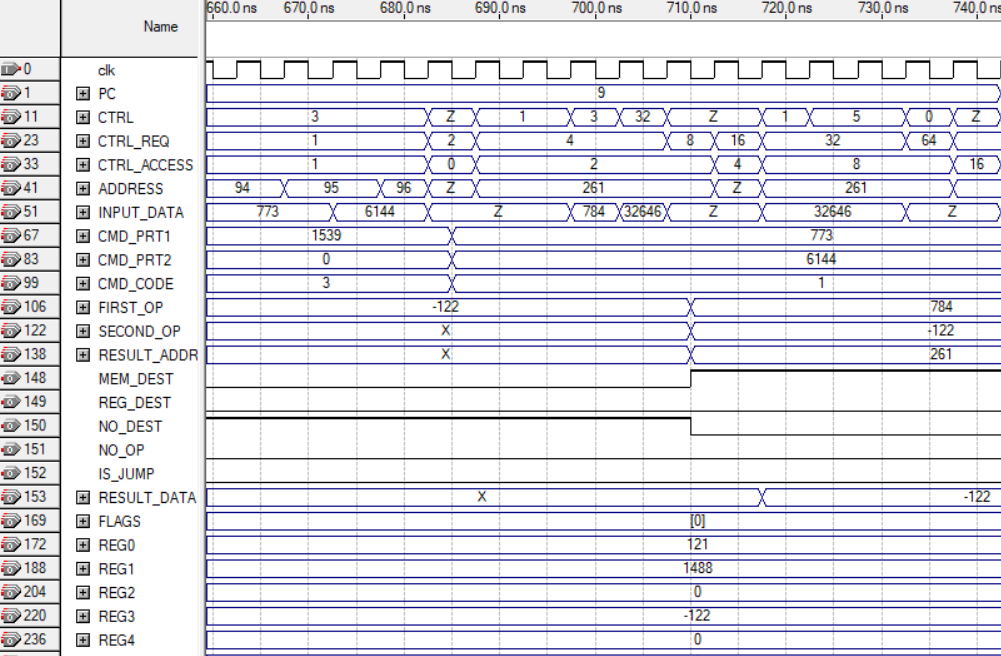 Name 660.0 ns 670.0 ns 680.0 ns 690.0 ns 700.0 ns 710.0 ns 720.0 ns 730.0 ns 740.0 ns
0 clk
1 PC 9
11 CTRL 3 Z 1 3 32 Z 1 5 0 Z
23 CTRL_REQ 1 2 4 8 16 32 64
33 CTRL_ACCESS 1 0 2 4 8 16
41 ADDRESS 94 95 96 Z 261 Z 261
51 INPUT_DATA 773 6144 Z 784 32646 Z 32646 Z
67 CMD_PRT1 1539 773
83 CMD_PRT2 0 6144
99 CMD_CODE 3 1
106 FIRST_OP -122 784
122 SECOND_OP X -122
138 RESULT_ADDR X 261
148 MEM_DEST
149 REG_DEST
150 NO_DEST
151 NO_OP
152 IS_JUMP
153 RESULT_DATA X -122
169 FLAGS [0]
172 REG0 121
188 REG1 1488
204 REG2 0
220 REG3 -122
236 REG4 0